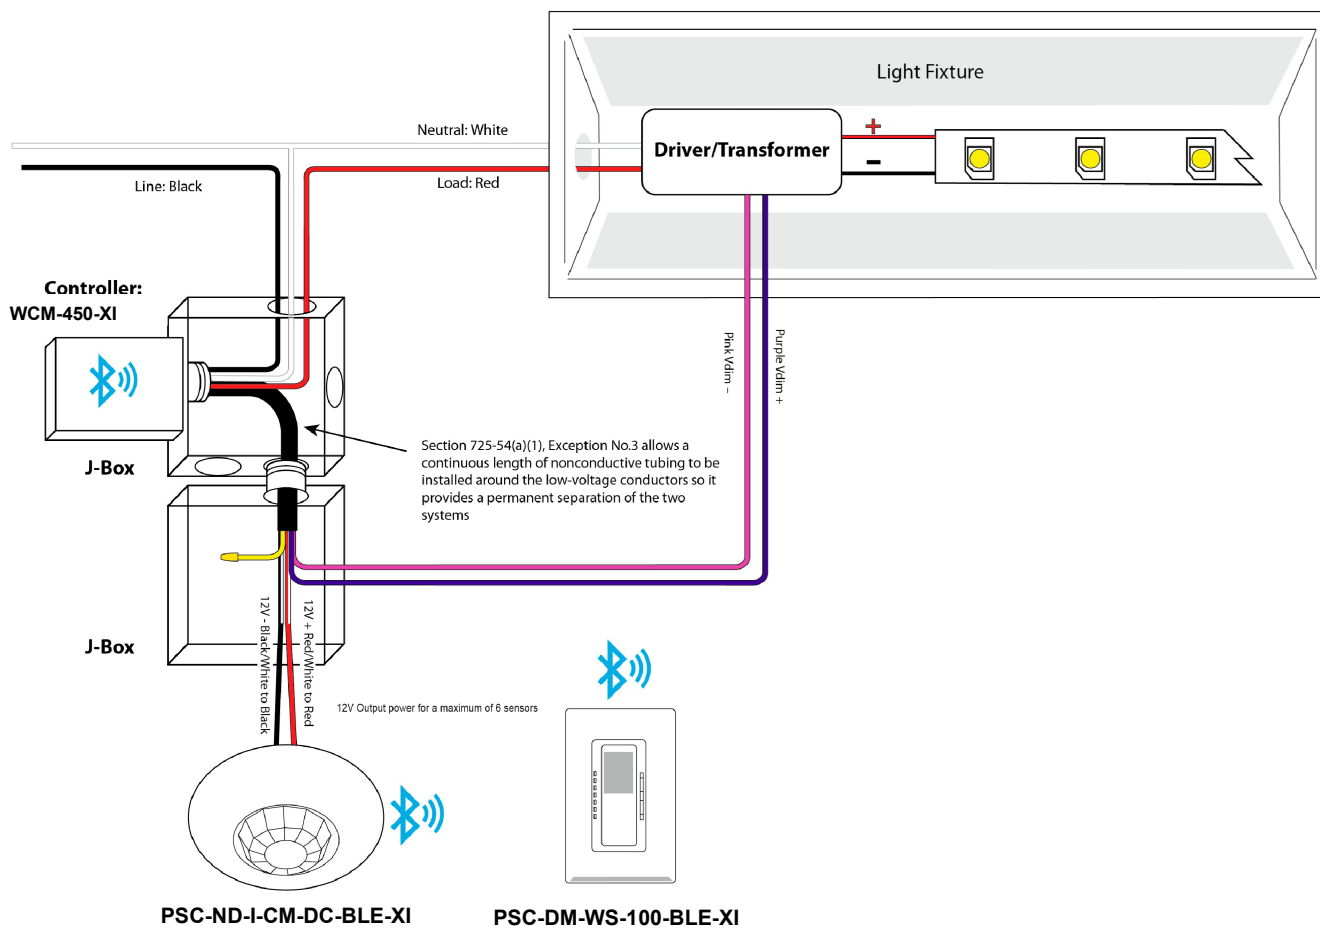 Light Fixture
Neutral: White
Driver/Transformer
+
–
Line: Black
Load: Red
Controller:
WCM-450-XI
Pink Vdim –
Purple Vdim +
J-Box
Section 725-54(a)(1), Exception No.3 allows a
continuous length of nonconductive tubing to be
installed around the low-voltage conductors so it
provides a permanent separation of the two
systems
J-Box
12V - Black/White to Black
12V + Red/White to Red
12V Output power for a maximum of 6 sensors
PSC-ND-I-CM-DC-BLE-XI
PSC-DM-WS-100-BLE-XI